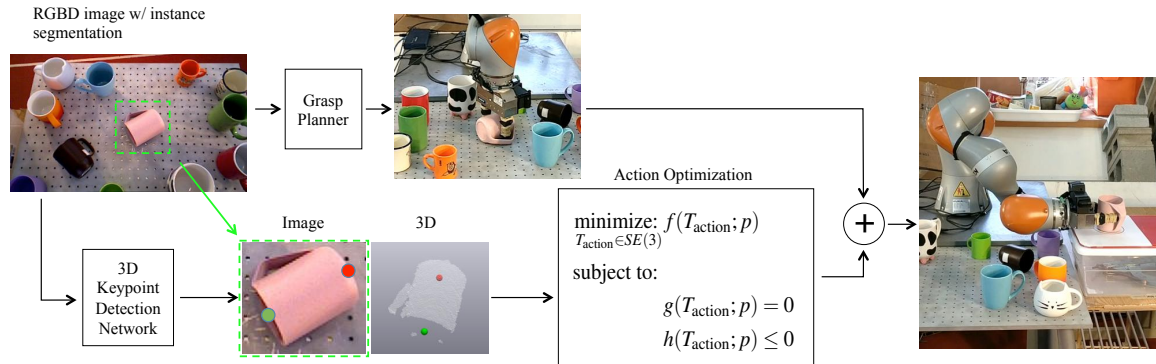 RGBD image w/ instance
segmentation
Grasp
Planner
Action Optimization
Image
3D
minimize: f(T_action; p)
T_action∈SE(3)
subject to:
g(T_action; p) = 0
h(T_action; p) ≤ 0
+
3D
Keypoint
Detection
Network